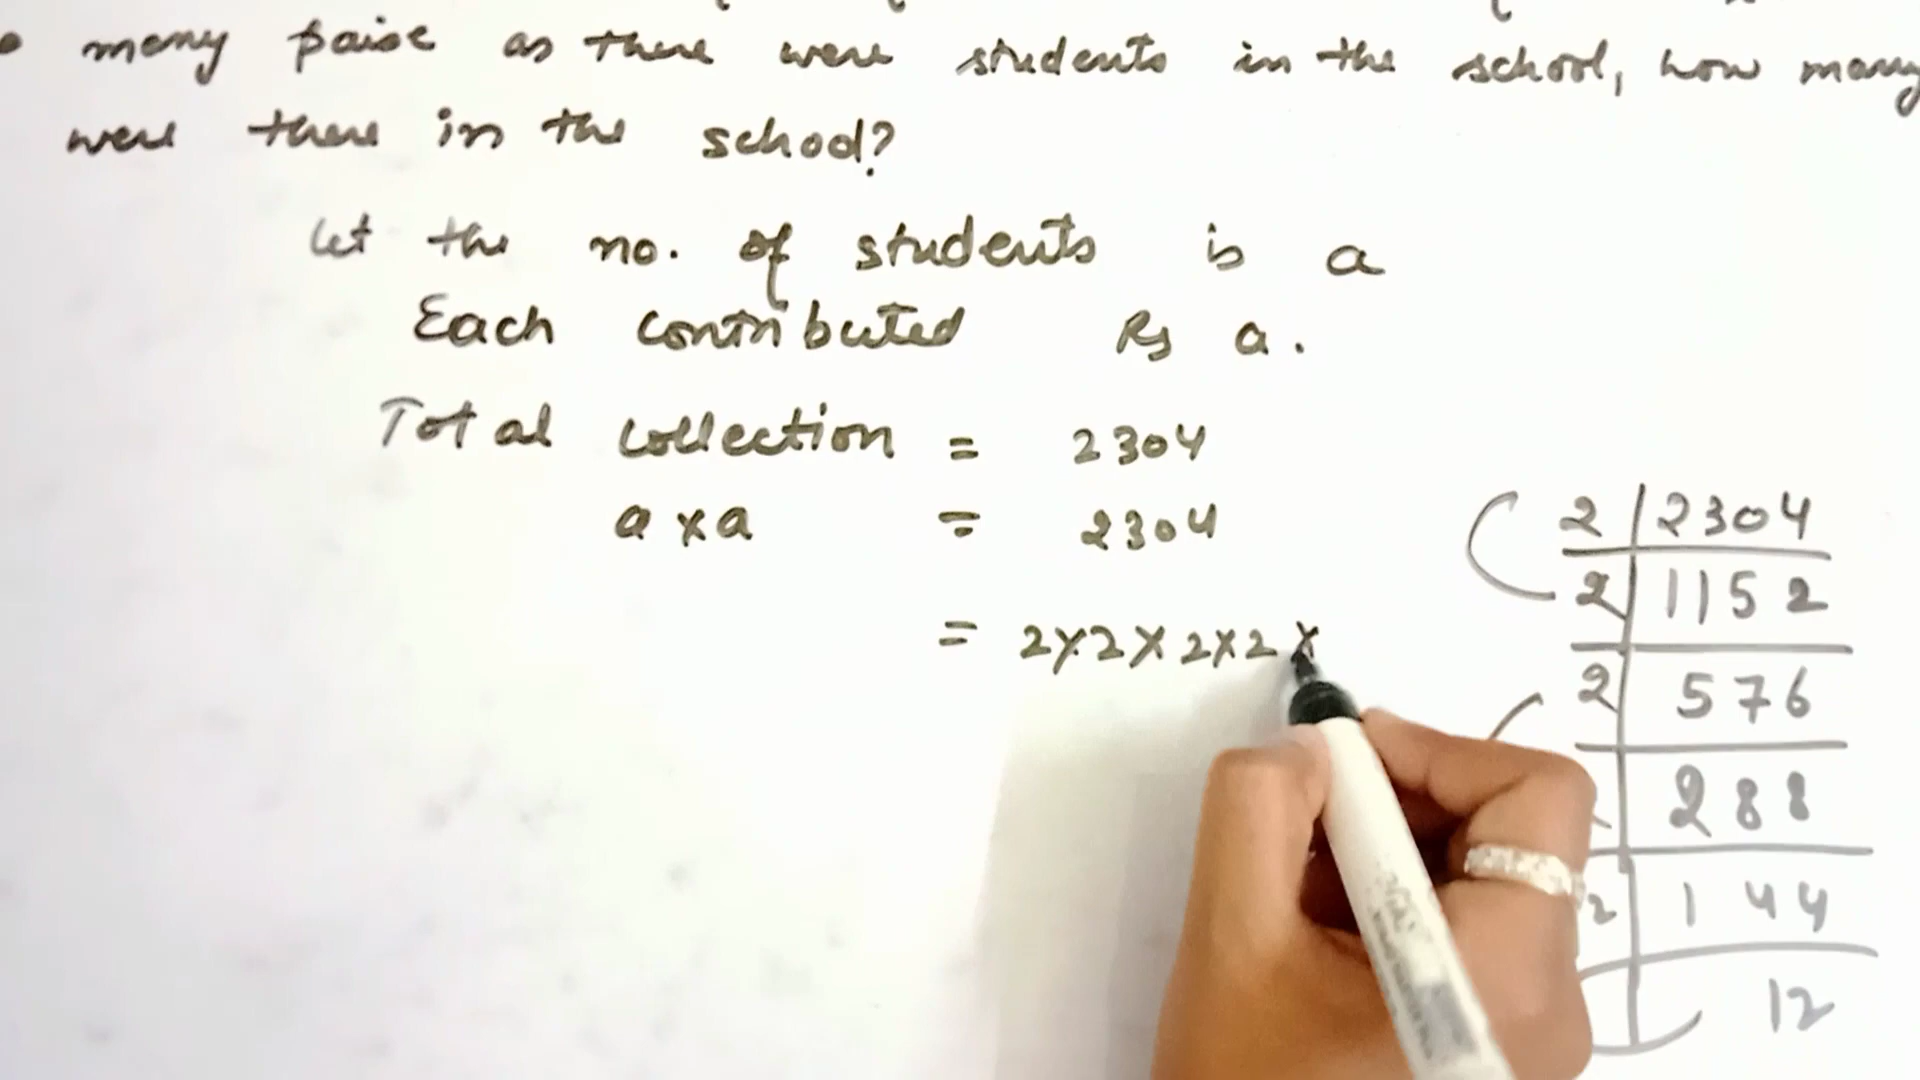 many paise as there were students in the school, how many
were there in the school?
Let the no. of students is a
Each contributed Rs a.
Total collection = 2304
a x a = 2304
= 2x2x2x2x
2 2304
2 1152
2 576
288
2 144
12